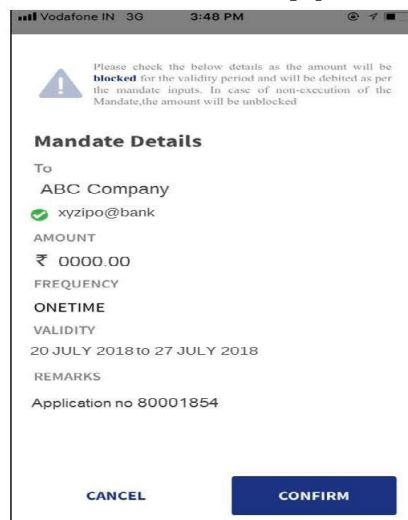 Vodafone IN 3G 3:48 PM
Please check the below details as the amount will be
blocked for the validity period and will be debited as per
the mandate inputs. In case of non-execution of the
Mandate,the amount will be unblocked
Mandate Details
To
ABC Company
xyzipo@bank
AMOUNT
₹ 0000.00
FREQUENCY
ONETIME
VALIDITY
20 JULY 2018 to 27 JULY 2018
REMARKS
Application no 80001854
CANCEL CONFIRM